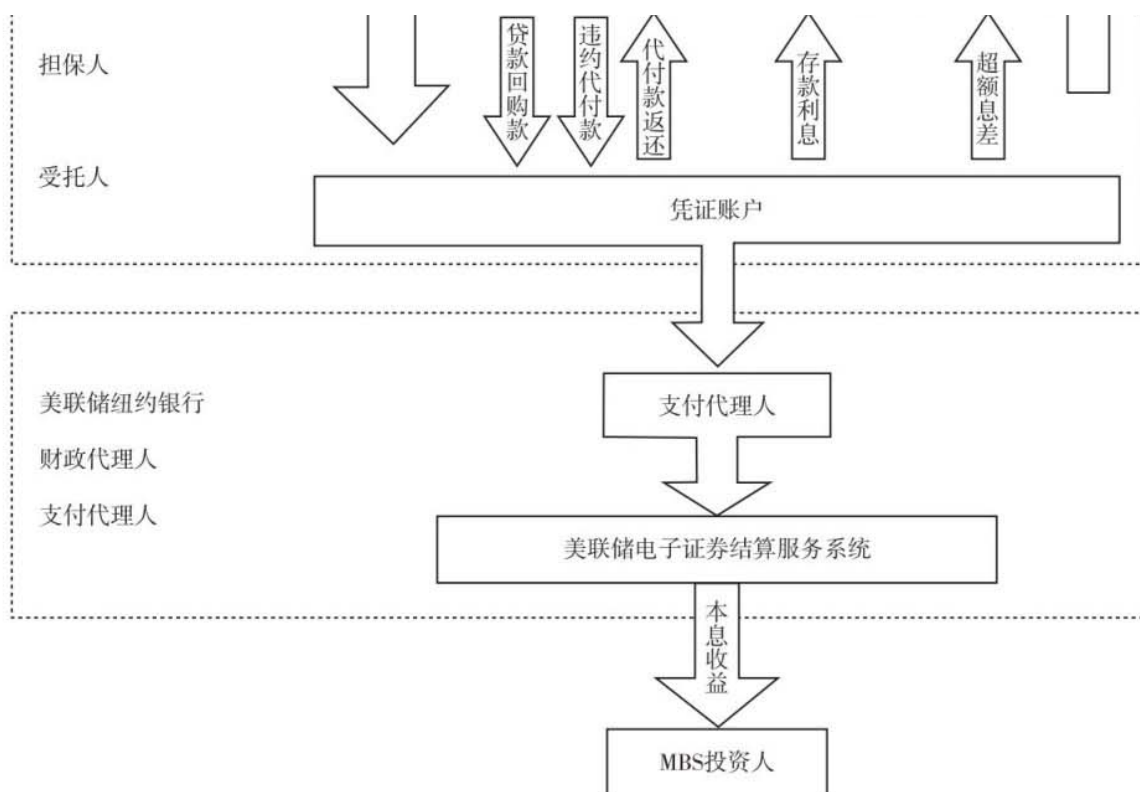 担保人
贷款回购款
违约代付款
代付款返还
存款利息
超额息差
受托人
凭证账户
美联储纽约银行
支付代理人
财政代理人
支付代理人
美联储电子证券结算服务系统
本息收益
MBS投资人